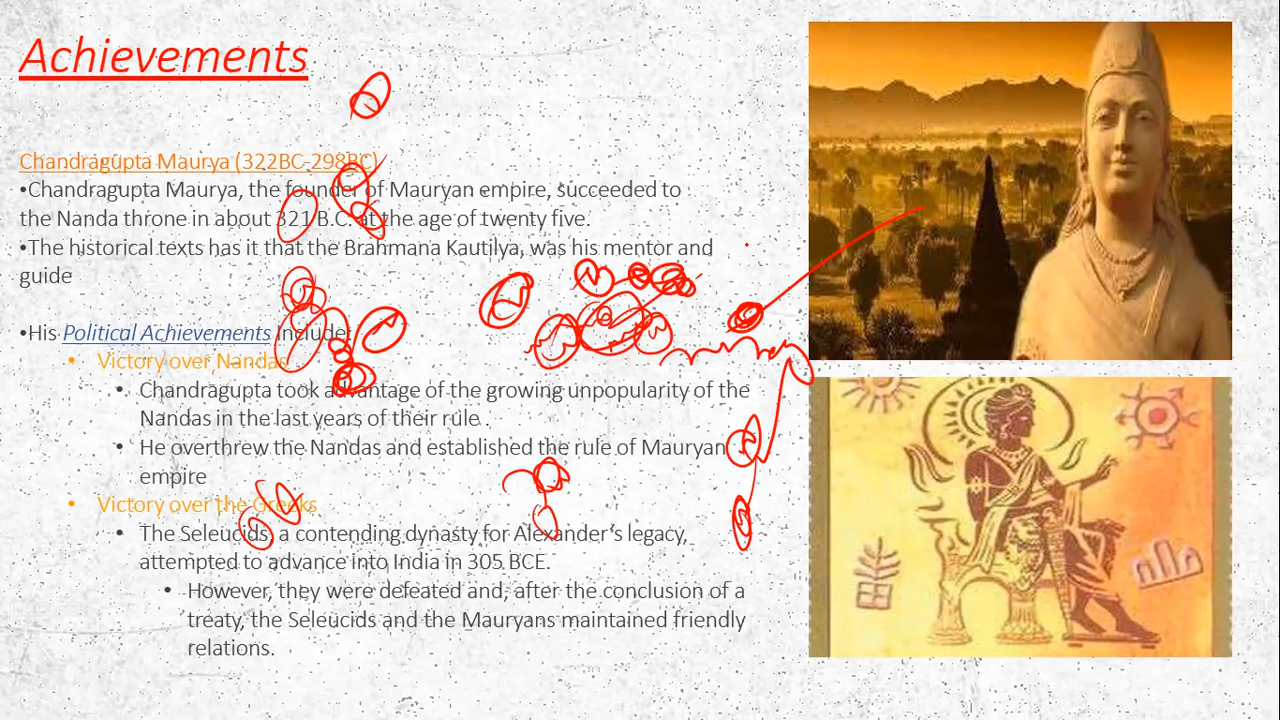 Achievements
Chandragupta Maurya (322BC-298BC)
•Chandragupta Maurya, the founder of Mauryan empire, succeeded to
the Nanda throne in about 321 B.C. at the age of twenty five.
•The historical texts has it that the Brahmana Kautilya, was his mentor and
guide
•His Political Achievements Include:
• Victory over Nandas
• Chandragupta took advantage of the growing unpopularity of the
Nandas in the last years of their rule .
• He overthrew the Nandas and established the rule of Mauryan
empire
• Victory over the Greeks
• The Seleucids, a contending dynasty for Alexander's legacy,
attempted to advance into India in 305 BCE.
• However, they were defeated and, after the conclusion of a
treaty, the Seleucids and the Mauryans maintained friendly
relations.